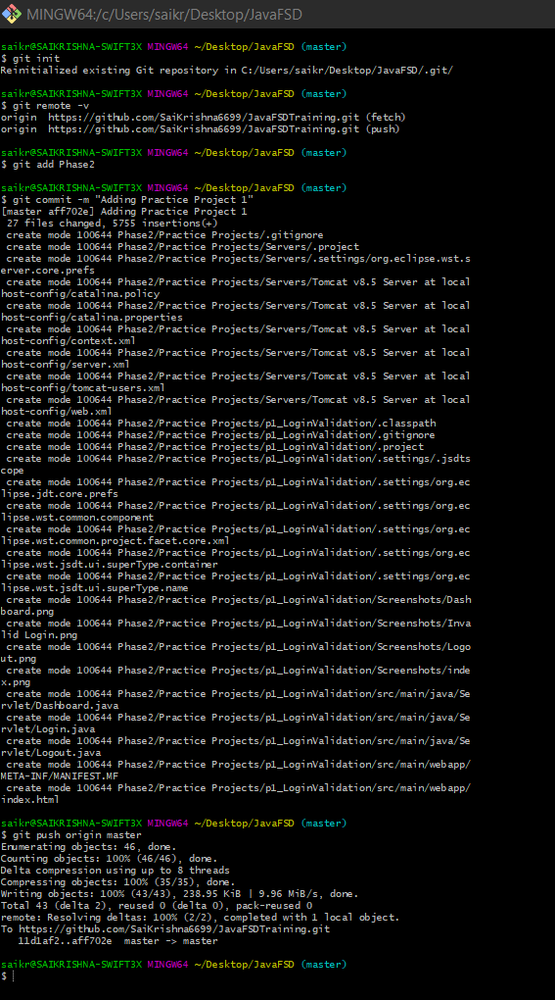 MINGW64:/c/Users/saikr/Desktop/JavaFSD
saikr@SAIKRISHNA-SWIFT3X MINGW64 ~/Desktop/JavaFSD (master)
$ git init
Reinitialized existing Git repository in C:/Users/saikr/Desktop/JavaFSD/.git/
saikr@SAIKRISHNA-SWIFT3X MINGW64 ~/Desktop/JavaFSD (master)
$ git remote -v
origin  https://github.com/SaiKrishna6699/JavaFSDTraining.git (fetch)
origin  https://github.com/SaiKrishna6699/JavaFSDTraining.git (push)
saikr@SAIKRISHNA-SWIFT3X MINGW64 ~/Desktop/JavaFSD (master)
$ git add Phase2
saikr@SAIKRISHNA-SWIFT3X MINGW64 ~/Desktop/JavaFSD (master)
$ git commit -m "Adding Practice Project 1"
[master aff702e] Adding Practice Project 1
 27 files changed, 5755 insertions(+)
 create mode 100644 Phase2/Practice Projects/.gitignore
 create mode 100644 Phase2/Practice Projects/Servers/.project
 create mode 100644 Phase2/Practice Projects/Servers/.settings/org.eclipse.wst.s
erver.core.prefs
 create mode 100644 Phase2/Practice Projects/Servers/Tomcat v8.5 Server at local
host-config/catalina.policy
 create mode 100644 Phase2/Practice Projects/Servers/Tomcat v8.5 Server at local
host-config/catalina.properties
 create mode 100644 Phase2/Practice Projects/Servers/Tomcat v8.5 Server at local
host-config/context.xml
 create mode 100644 Phase2/Practice Projects/Servers/Tomcat v8.5 Server at local
host-config/server.xml
 create mode 100644 Phase2/Practice Projects/Servers/Tomcat v8.5 Server at local
host-config/tomcat-users.xml
 create mode 100644 Phase2/Practice Projects/Servers/Tomcat v8.5 Server at local
host-config/web.xml
 create mode 100644 Phase2/Practice Projects/p1_LoginValidation/.classpath
 create mode 100644 Phase2/Practice Projects/p1_LoginValidation/.gitignore
 create mode 100644 Phase2/Practice Projects/p1_LoginValidation/.project
 create mode 100644 Phase2/Practice Projects/p1_LoginValidation/.settings/.jsdts
cope
 create mode 100644 Phase2/Practice Projects/p1_LoginValidation/.settings/org.ec
lipse.jdt.core.prefs
 create mode 100644 Phase2/Practice Projects/p1_LoginValidation/.settings/org.ec
lipse.wst.common.component
 create mode 100644 Phase2/Practice Projects/p1_LoginValidation/.settings/org.ec
lipse.wst.common.project.facet.core.xml
 create mode 100644 Phase2/Practice Projects/p1_LoginValidation/.settings/org.ec
lipse.wst.jsdt.ui.superType.container
 create mode 100644 Phase2/Practice Projects/p1_LoginValidation/.settings/org.ec
lipse.wst.jsdt.ui.superType.name
 create mode 100644 Phase2/Practice Projects/p1_LoginValidation/Screenshots/Dash
board.png
 create mode 100644 Phase2/Practice Projects/p1_LoginValidation/Screenshots/Inva
lid Login.png
 create mode 100644 Phase2/Practice Projects/p1_LoginValidation/Screenshots/Logo
ut.png
 create mode 100644 Phase2/Practice Projects/p1_LoginValidation/Screenshots/inde
x.png
 create mode 100644 Phase2/Practice Projects/p1_LoginValidation/src/main/java/Se
rvlet/Dashboard.java
 create mode 100644 Phase2/Practice Projects/p1_LoginValidation/src/main/java/Se
rvlet/Login.java
 create mode 100644 Phase2/Practice Projects/p1_LoginValidation/src/main/java/Se
rvlet/Logout.java
 create mode 100644 Phase2/Practice Projects/p1_LoginValidation/src/main/webapp/
META-INF/MANIFEST.MF
 create mode 100644 Phase2/Practice Projects/p1_LoginValidation/src/main/webapp/
index.html
saikr@SAIKRISHNA-SWIFT3X MINGW64 ~/Desktop/JavaFSD (master)
$ git push origin master
Enumerating objects: 46, done.
Counting objects: 100% (46/46), done.
Delta compression using up to 8 threads
Compressing objects: 100% (35/35), done.
Writing objects: 100% (43/43), 238.95 KiB | 9.96 MiB/s, done.
Total 43 (delta 2), reused 0 (delta 0), pack-reused 0
remote: Resolving deltas: 100% (2/2), completed with 1 local object.
To https://github.com/SaiKrishna6699/JavaFSDTraining.git
   11d1af2..aff702e  master -> master
saikr@SAIKRISHNA-SWIFT3X MINGW64 ~/Desktop/JavaFSD (master)
$